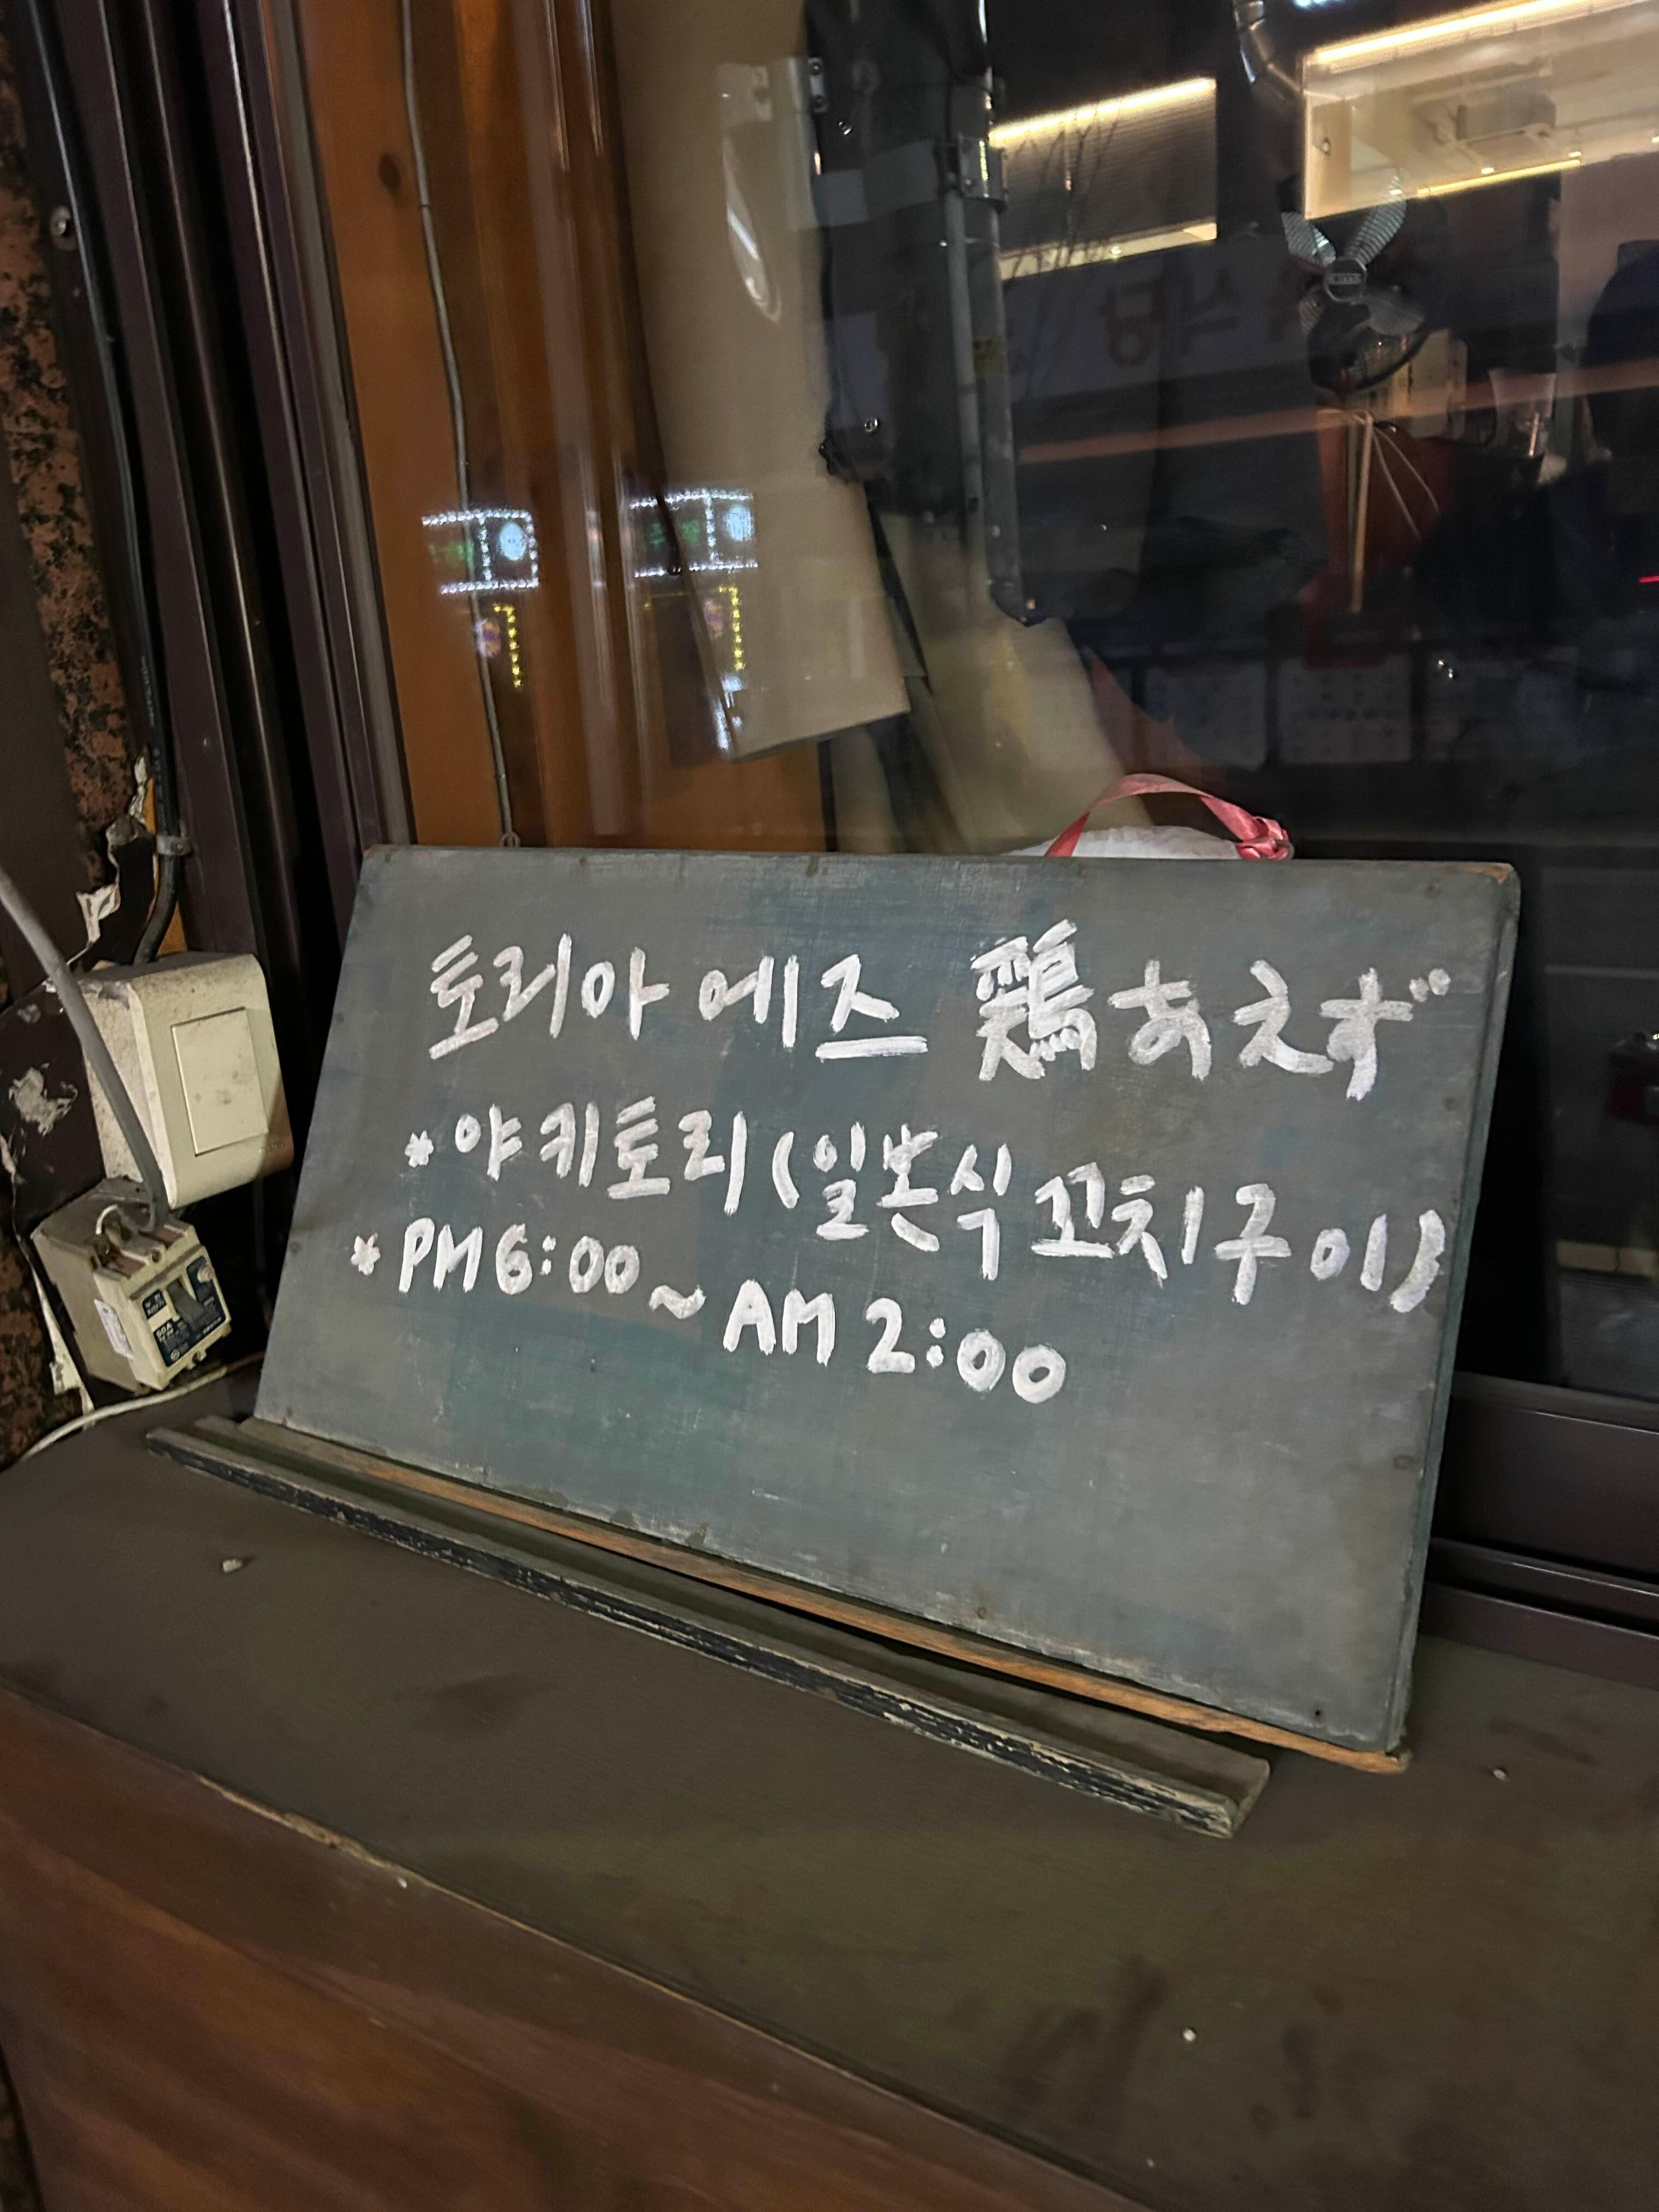 토리아에즈 鶏あえず
* 야키토리(일본식 꼬치구이)
* PM 6:00 ~ AM 2:00